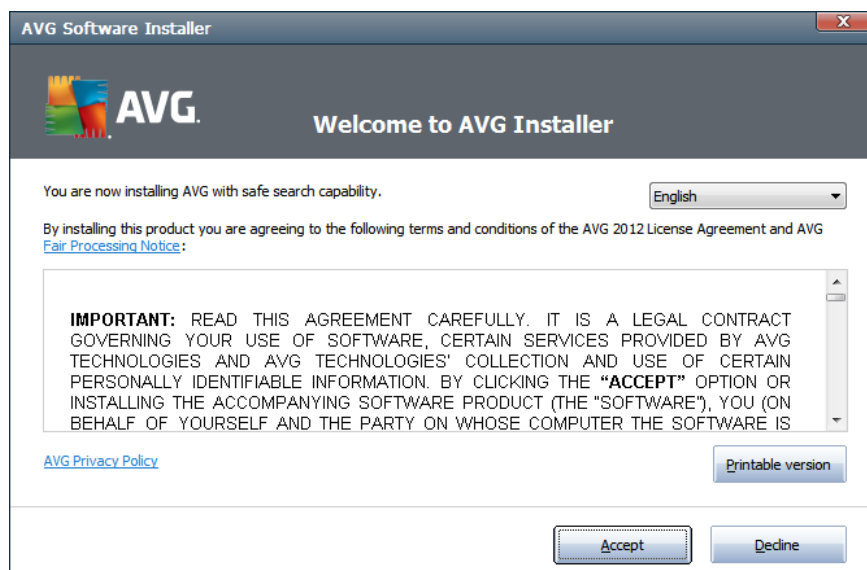 AVG Software Installer
AVG.
Welcome to AVG Installer
You are now installing AVG with safe search capability.
English
By installing this product you are agreeing to the following terms and conditions of the AVG 2012 License Agreement and AVG
Fair Processing Notice:
IMPORTANT: READ THIS AGREEMENT CAREFULLY. IT IS A LEGAL CONTRACT
GOVERNING YOUR USE OF SOFTWARE, CERTAIN SERVICES PROVIDED BY AVG
TECHNOLOGIES AND AVG TECHNOLOGIES' COLLECTION AND USE OF CERTAIN
PERSONALLY IDENTIFIABLE INFORMATION. BY CLICKING THE “ACCEPT” OPTION OR
INSTALLING THE ACCOMPANYING SOFTWARE PRODUCT (THE "SOFTWARE"), YOU (ON
BEHALF OF YOURSELF AND THE PARTY ON WHOSE COMPUTER THE SOFTWARE IS
AVG Privacy Policy
Printable version
Accept
Decline